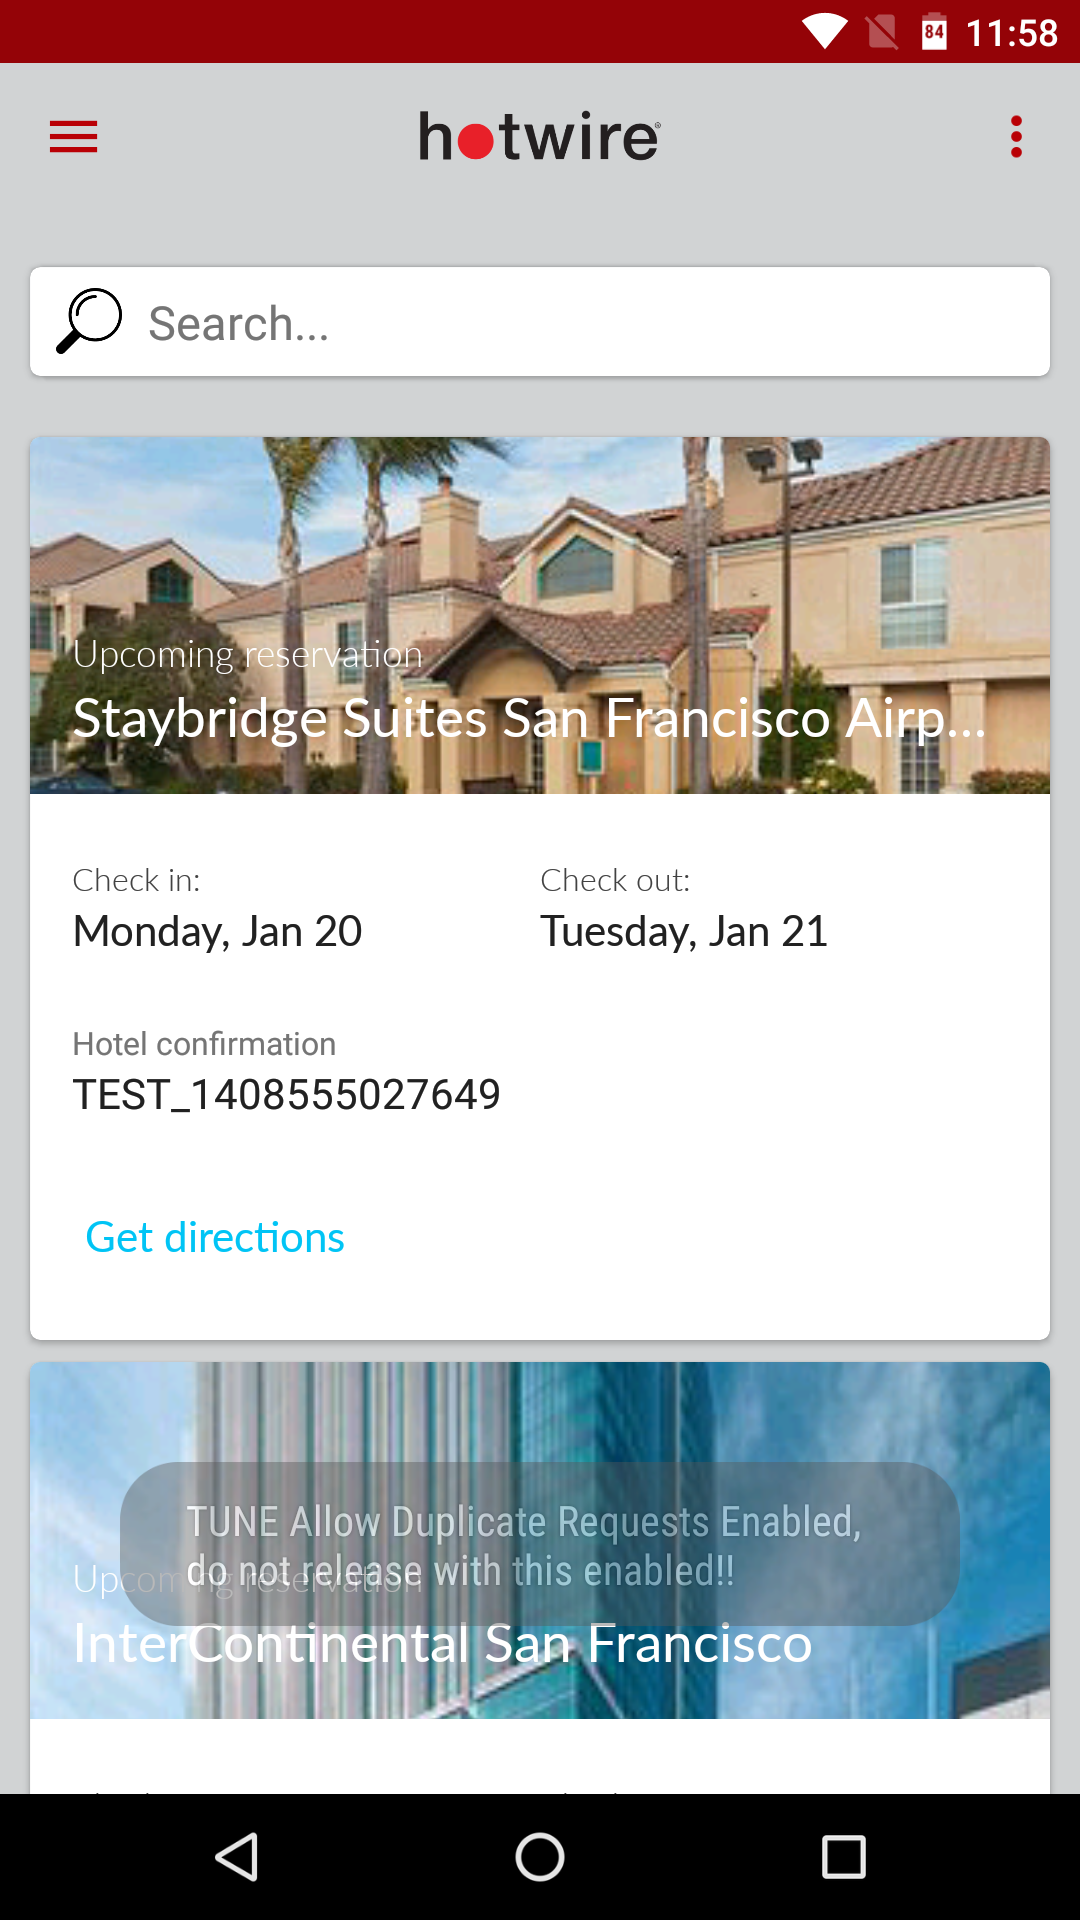 84 11:58
hotwire®
Search...
Upcoming reservation
Staybridge Suites San Francisco Airp...
Check in:
Check out:
Monday, Jan 20
Tuesday, Jan 21
Hotel confirmation
TEST_1408555027649
Get directions
TUNE Allow Duplicate Requests Enabled,
do not release with this enabled!!
Upcoming reservation
InterContinental San Francisco